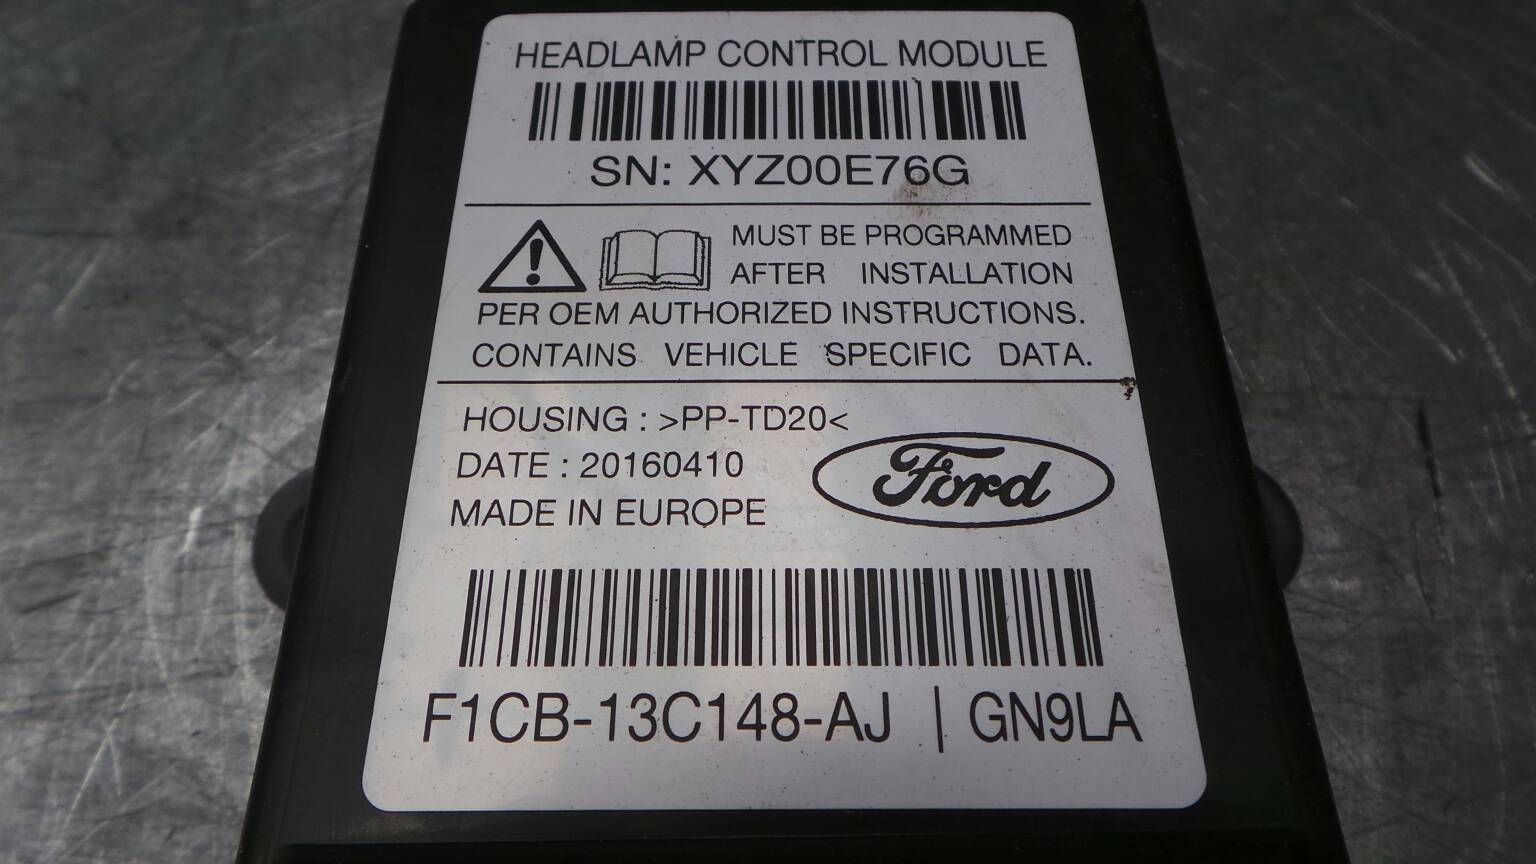 HEADLAMP CONTROL MODULE
SN: XYZ00E76G
MUST BE PROGRAMMED
AFTER INSTALLATION
PER OEM AUTHORIZED INSTRUCTIONS.
CONTAINS VEHICLE SPECIFIC DATA.
HOUSING : >PP-TD20<
DATE : 20160410
MADE IN EUROPE
Ford
F1CB-13C148-AJ | GN9LA